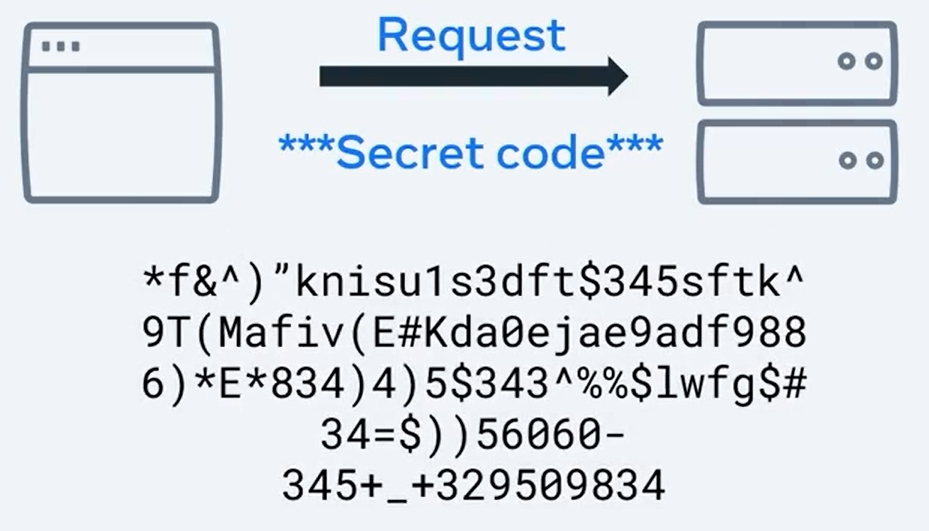 Request
***Secret code***
*f&^)”knisu1s3dft$345sftk^
9T(Mafiv(E#Kda0ejae9adf988
6)*E*834)4)5$343^%%$lwfg$#
34=$))56060-
345+_+329509834